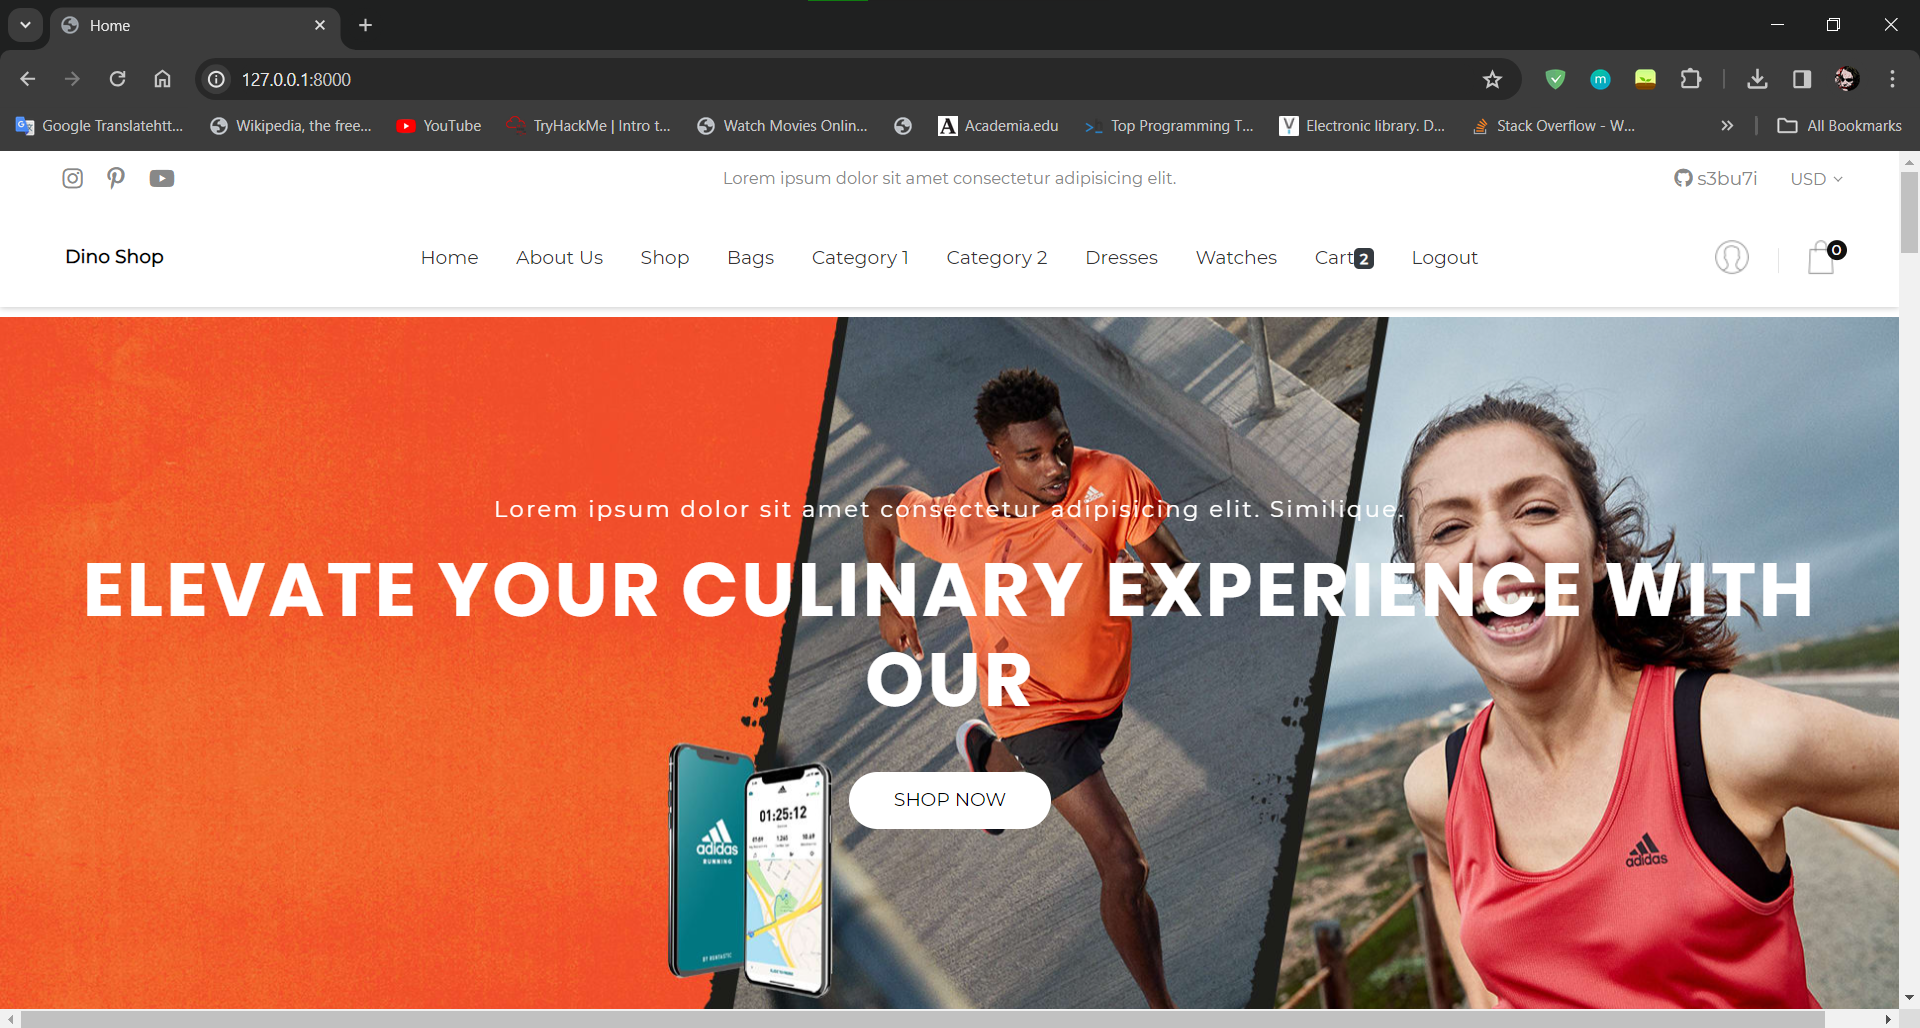 Home
127.0.0.1:8000
Google Translatehtt...
Wikipedia, the free...
YouTube
TryHackMe | Intro t...
Watch Movies Onlin...
Academia.edu
Top Programming T...
Electronic library. D...
Stack Overflow - W...
All Bookmarks
Lorem ipsum dolor sit amet consectetur adipisicing elit.
s3bu7i
USD
Dino Shop
Home
About Us
Shop
Bags
Category 1
Category 2
Dresses
Watches
Cart 2
Logout
0
Lorem ipsum dolor sit amet consectetur adipisicing elit. Similique.
ELEVATE YOUR CULINARY EXPERIENCE WITH
OUR
SHOP NOW
01:25:12
adidas
RUNNING
adidas